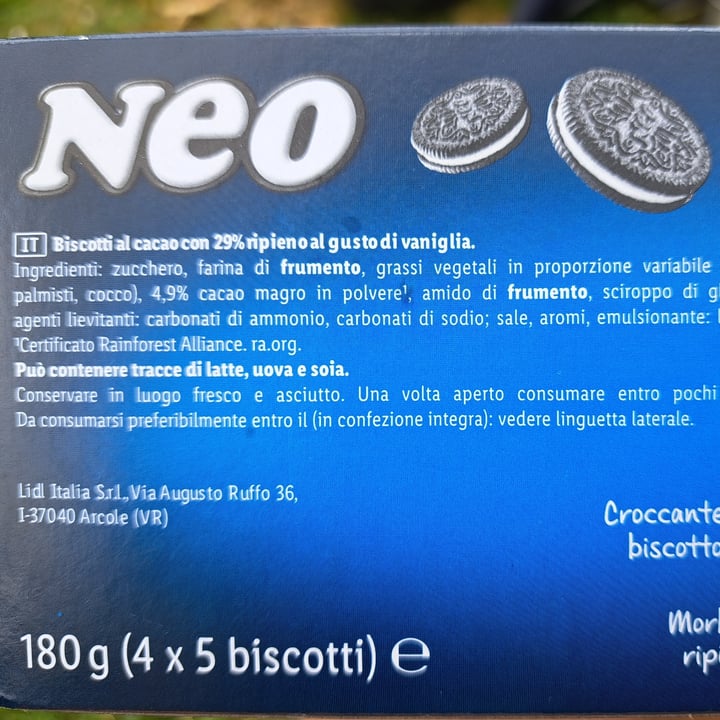 Neo
IT Biscotti al cacao con 29% ripieno al gusto di vaniglia.
Ingredienti: zucchero, farina di frumento, grassi vegetali in proporzione variabile
palmisti, cocco), 4,9% cacao magro in polvere¹, amido di frumento, sciroppo di
agenti lievitanti: carbonati di ammonio, carbonati di sodio; sale, aromi, emulsionante:
¹Certificato Rainforest Alliance. ra.org.
Può contenere tracce di latte, uova e soia.
Conservare in luogo fresco e asciutto. Una volta aperto consumare entro pochi
Da consumarsi preferibilmente entro il (in confezione integra): vedere linguetta laterale.
Lidl Italia S.r.l., Via Augusto Ruffo 36,
I-37040 Arcole (VR)
Croccante
biscotto
180 g (4 x 5 biscotti) ℮